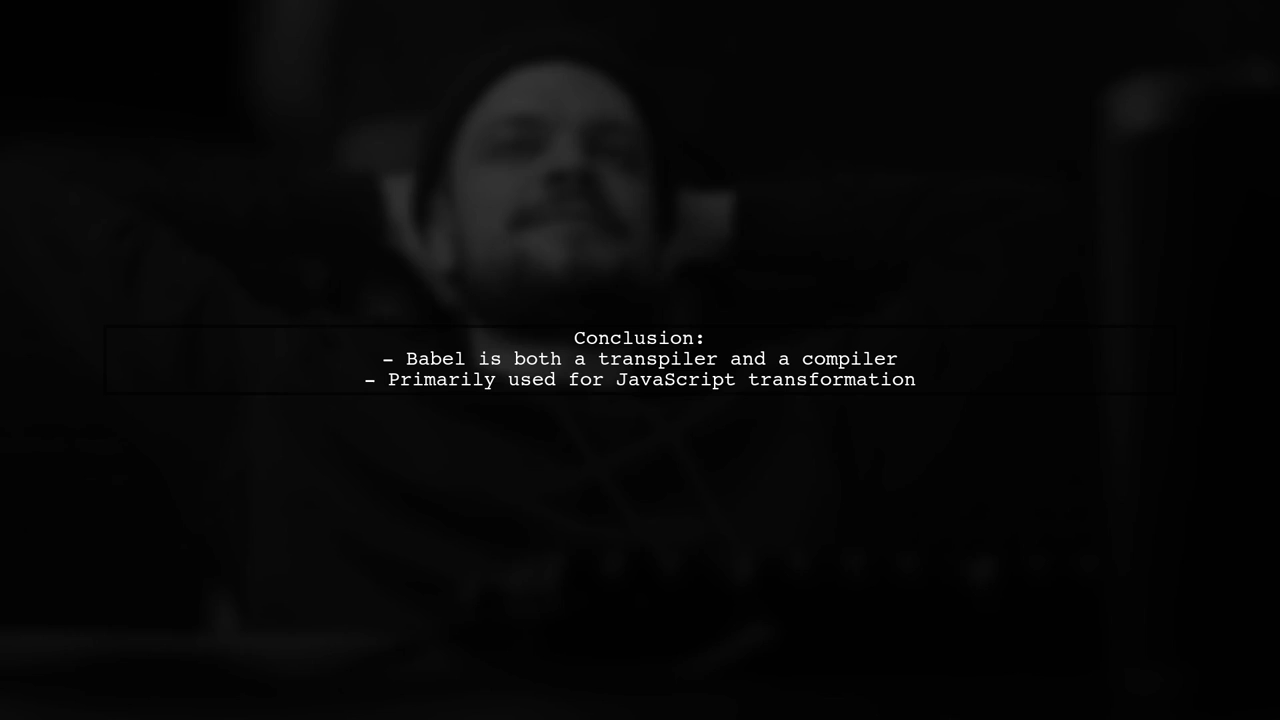 Conclusion:
– Babel is both a transpiler and a compiler
– Primarily used for JavaScript transformation